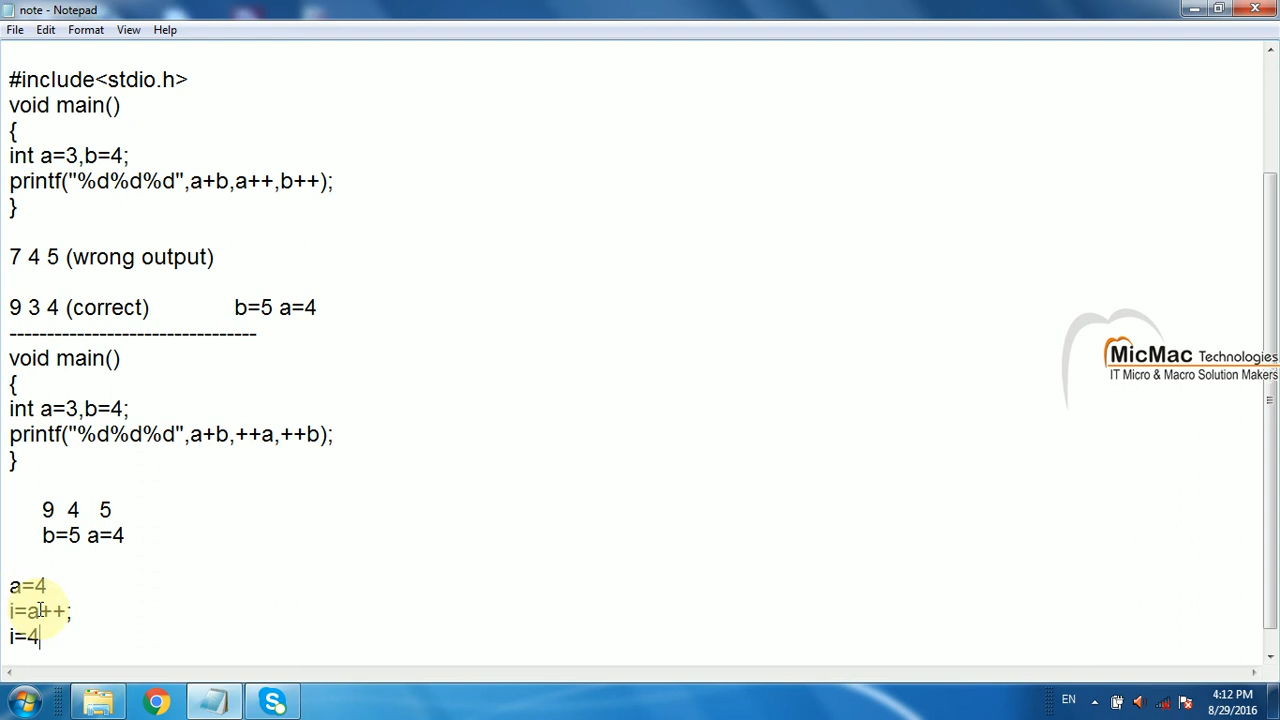 note - Notepad
File Edit Format View Help
#include<stdio.h>
void main()
{
int a=3,b=4;
printf("%d%d%d",a+b,a++,b++);
}
7 4 5 (wrong output)
9 3 4 (correct) b=5 a=4
---------------------------------
void main()
{
int a=3,b=4;
printf("%d%d%d",a+b,++a,++b);
}
9 4 5
b=5 a=4
a=4
i=a++;
i=4
MicMac Technologies
IT Micro & Macro Solution Makers
EN
4:12 PM
8/29/2016